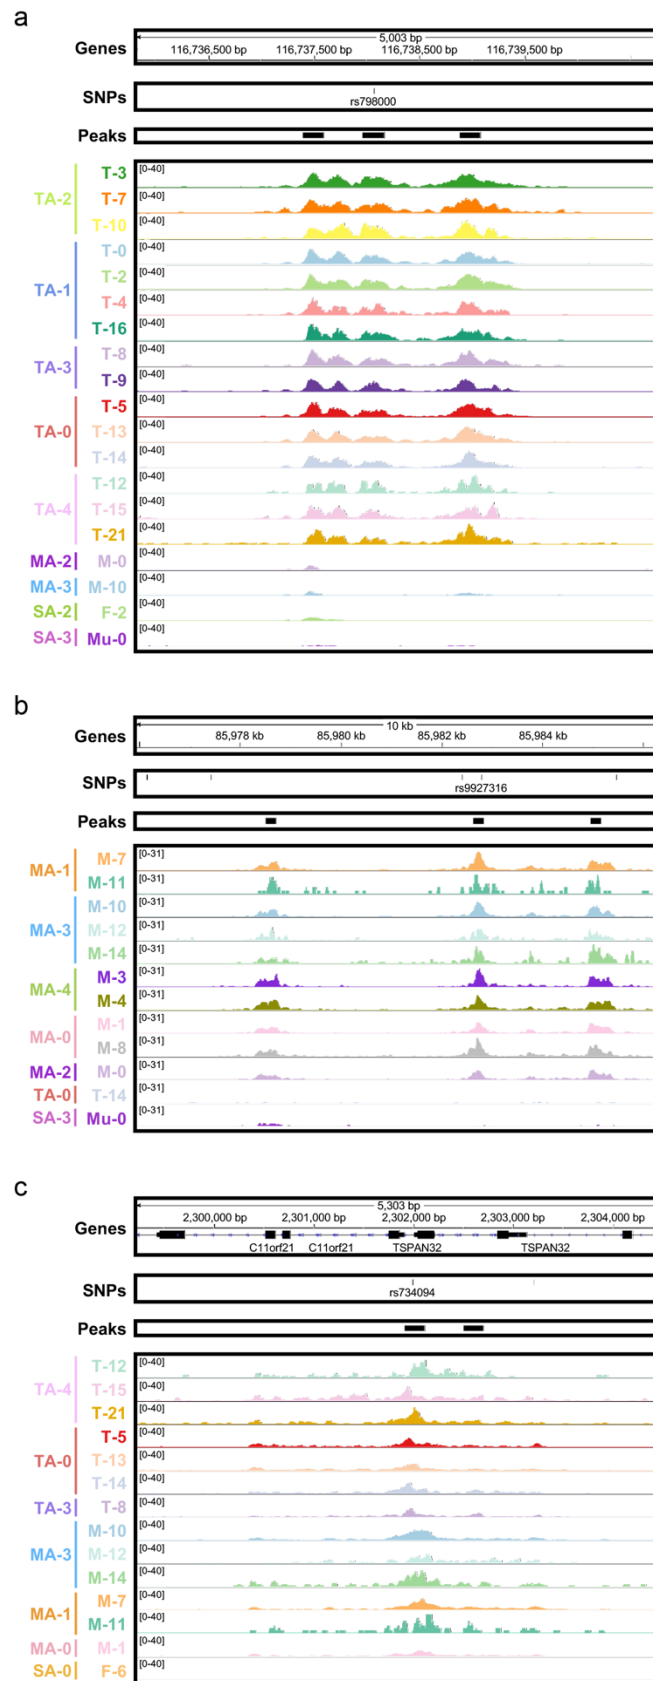 a
Genes
5,003 bp
116,736,500 bp 116,737,500 bp 116,738,500 bp 116,739,500 bp
SNPs
rs798000
Peaks
TA-2
T-3 [0-40]
T-7 [0-40]
T-10 [0-40]
TA-1
T-0 [0-40]
T-2 [0-40]
T-4 [0-40]
T-16 [0-40]
TA-3
T-8 [0-40]
T-9 [0-40]
TA-0
T-5 [0-40]
T-13 [0-40]
T-14 [0-40]
TA-4
T-12 [0-40]
T-15 [0-40]
T-21 [0-40]
MA-2 M-0 [0-40]
MA-3 M-10 [0-40]
SA-2 F-2 [0-40]
SA-3 Mu-0 [0-40]
b
Genes
10 kb
85,978 kb 85,980 kb 85,982 kb 85,984 kb
SNPs
rs9927316
Peaks
MA-1
M-7 [0-31]
M-11 [0-31]
MA-3
M-10 [0-31]
M-12 [0-31]
M-14 [0-31]
MA-4
M-3 [0-31]
M-4 [0-31]
MA-0
M-1 [0-31]
M-8 [0-31]
MA-2 M-0 [0-31]
TA-0 T-14 [0-31]
SA-3 Mu-0 [0-31]
c
Genes
5,303 bp
2,300,000 bp 2,301,000 bp 2,302,000 bp 2,303,000 bp 2,304,000 bp
C11orf21 C11orf21 TSPAN32 TSPAN32
SNPs
rs734094
Peaks
TA-4
T-12 [0-40]
T-15 [0-40]
T-21 [0-40]
TA-0
T-5 [0-40]
T-13 [0-40]
T-14 [0-40]
TA-3 T-8 [0-40]
MA-3
M-10 [0-40]
M-12 [0-40]
M-14 [0-40]
MA-1
M-7 [0-40]
M-11 [0-40]
MA-0 M-1 [0-40]
SA-0 F-6 [0-40]